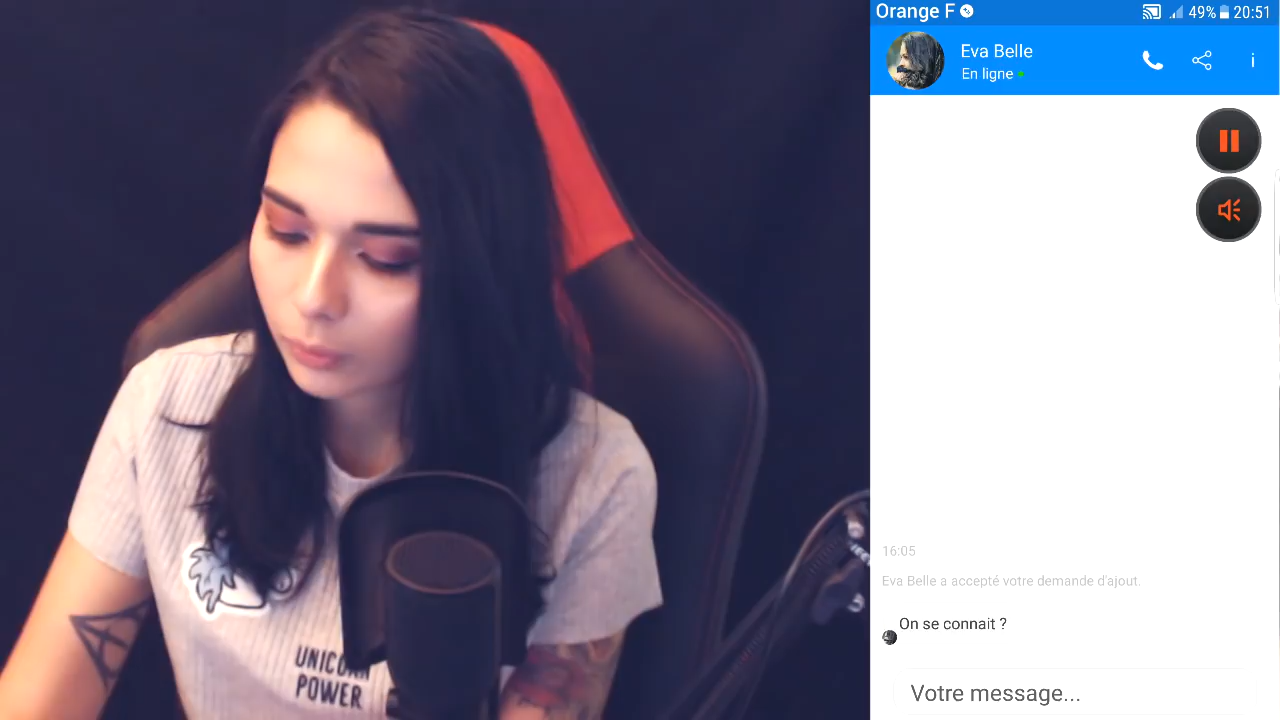 Orange F
49% 20:51
Eva Belle
En ligne
16:05
Eva Belle a accepté votre demande d'ajout.
On se connait ?
Votre message...
UNICORN
POWER